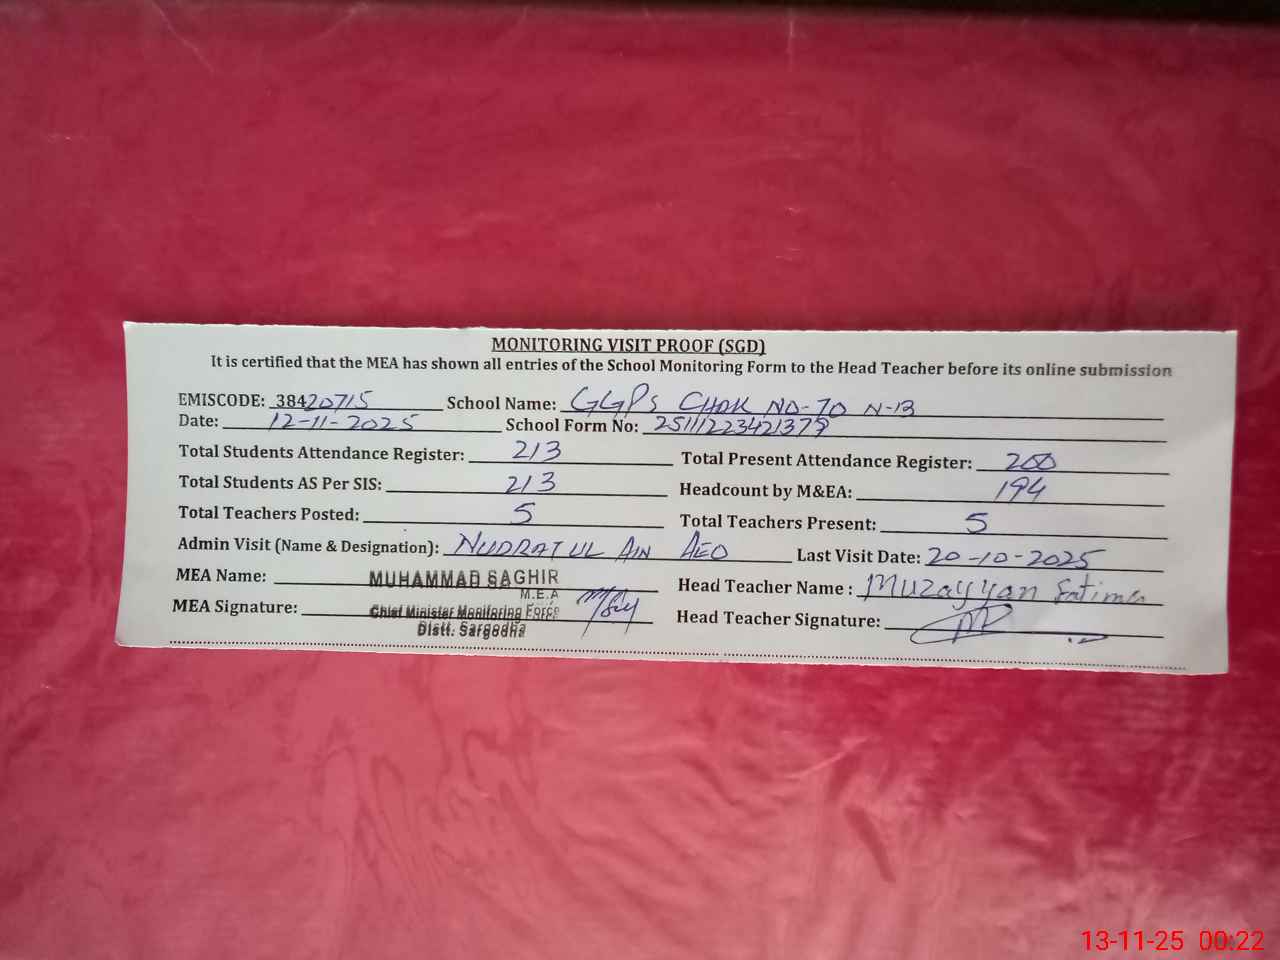 MONITORING VISIT PROOF (SGD)
It is certified that the MEA has shown all entries of the School Monitoring Form to the Head Teacher before its online submission
EMISCODE: 38420715 School Name: GGPS CHAK NO-70 N-B
Date: 12-11-2025 School Form No:
Total Students Attendance Register: 213 Total Present Attendance Register: 200
Total Students AS Per SIS: 213 Headcount by M&EA: 194
Total Teachers Posted: 5 Total Teachers Present: 5
Admin Visit (Name & Designation): NUDRAT UL AIN AEO Last Visit Date: 20-10-2025
MEA Name: MUHAMMAD SAGHIR Head Teacher Name : Muzayyan Fatima
M.E.A
MEA Signature: Chief Minister Monitoring Force Head Teacher Signature:
Distt. Sargodha
13-11-25 00:22